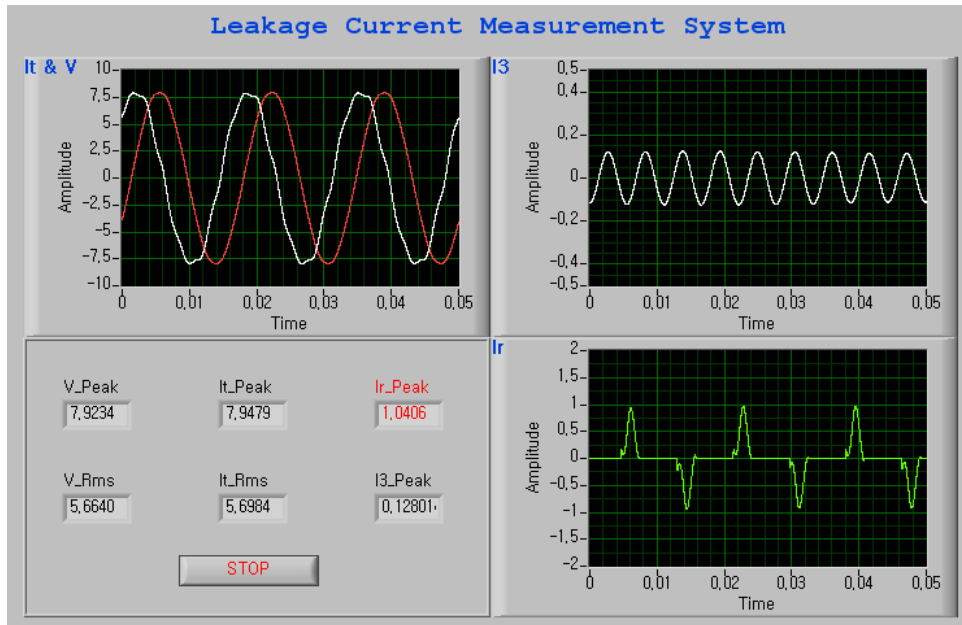 Leakage Current Measurement System
It & V
10
7,5
5
2,5
0
-2,5
-5
-7,5
-10
Amplitude
0
0,01
0,02
0,03
0,04
0,05
Time
I3
0,5
0,4
0,2
0
-0,2
-0,4
-0,5
Amplitude
0
0,01
0,02
0,03
0,04
0,05
Time
V_Peak
It_Peak
Ir_Peak
7,9234
7,9479
1,0406
V_Rms
It_Rms
I3_Peak
5,6640
5,6984
0,12801
STOP
Ir
2
1,5
1
0,5
0
-0,5
-1
-1,5
-2
Amplitude
0
0,01
0,02
0,03
0,04
0,05
Time